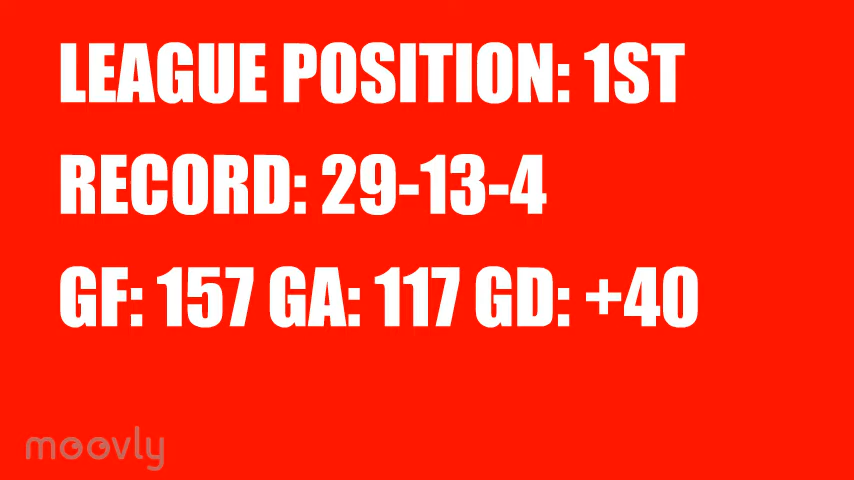 LEAGUE POSITION: 1ST
RECORD: 29-13-4
GF: 157 GA: 117 GD: +40
moovly